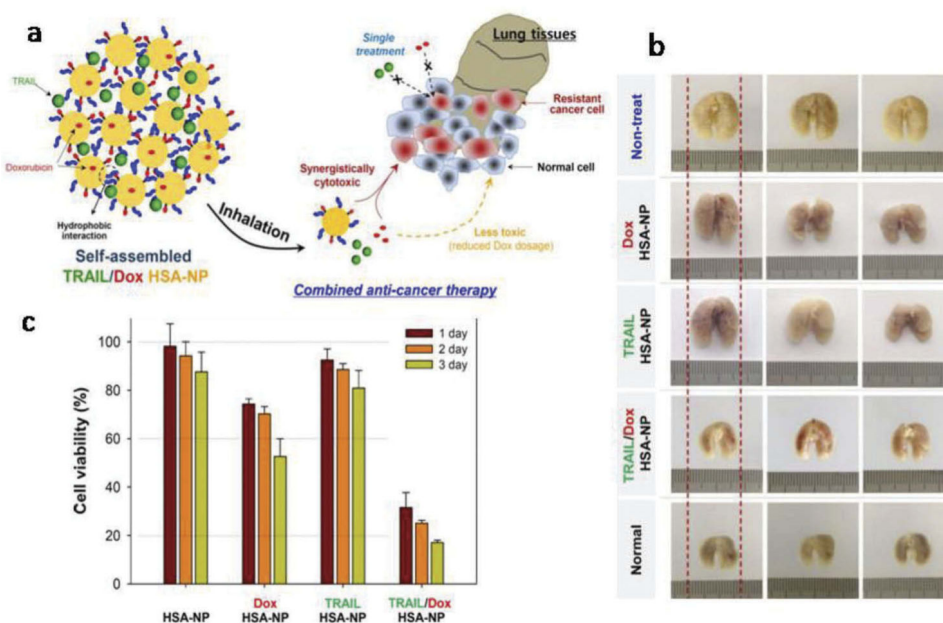 a
TRAIL
Doxorubicin
Hydrophobic
interaction
Self-assembled
TRAIL/Dox HSA-NP
Inhalation
Single
treatment
Lung tissues
Resistant
cancer cell
Normal cell
Synergistically
cytotoxic
Less toxic
(reduced Dox dosage)
Combined anti-cancer therapy
b
Non-treat
Dox
HSA-NP
TRAIL
HSA-NP
TRAIL/Dox
HSA-NP
Normal
c
Cell viability (%)
100
80
60
40
20
0
1 day
2 day
3 day
HSA-NP
Dox
HSA-NP
TRAIL
HSA-NP
TRAIL/Dox
HSA-NP